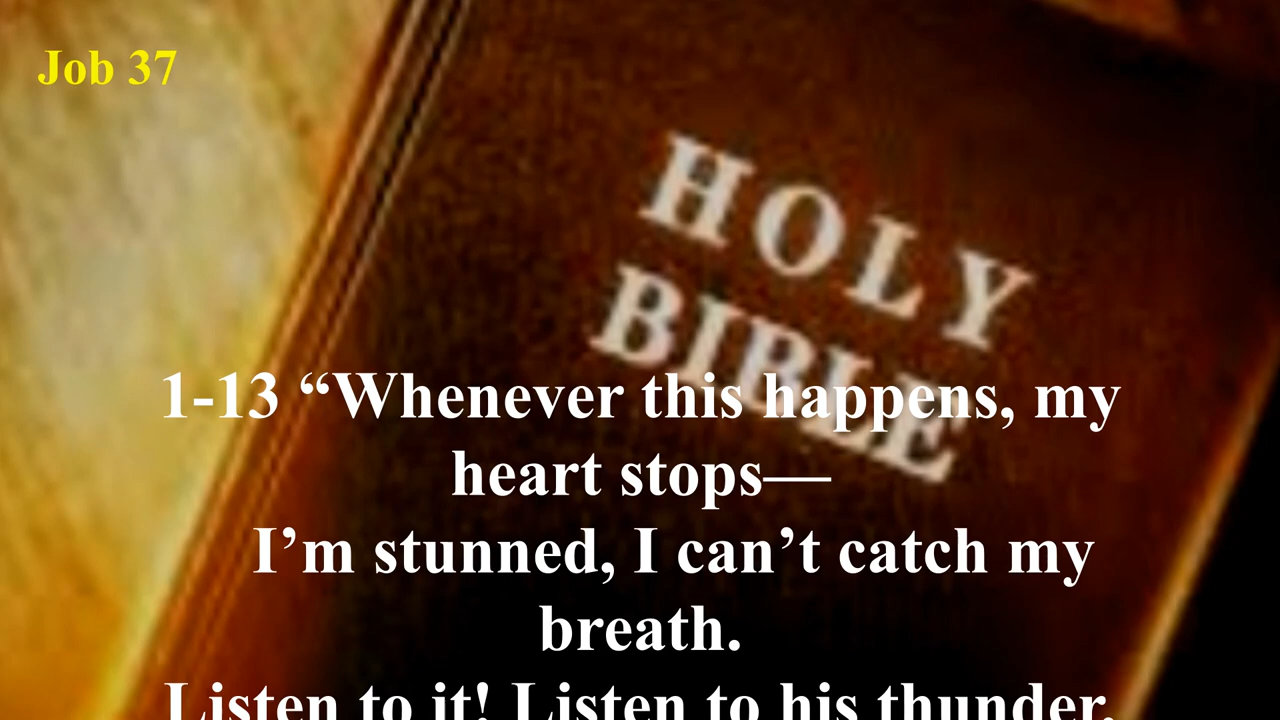 Job 37
HOLY
BIBLE
1-13 “Whenever this happens, my
heart stops—
I’m stunned, I can’t catch my
breath.
Listen to it! Listen to his thunder,